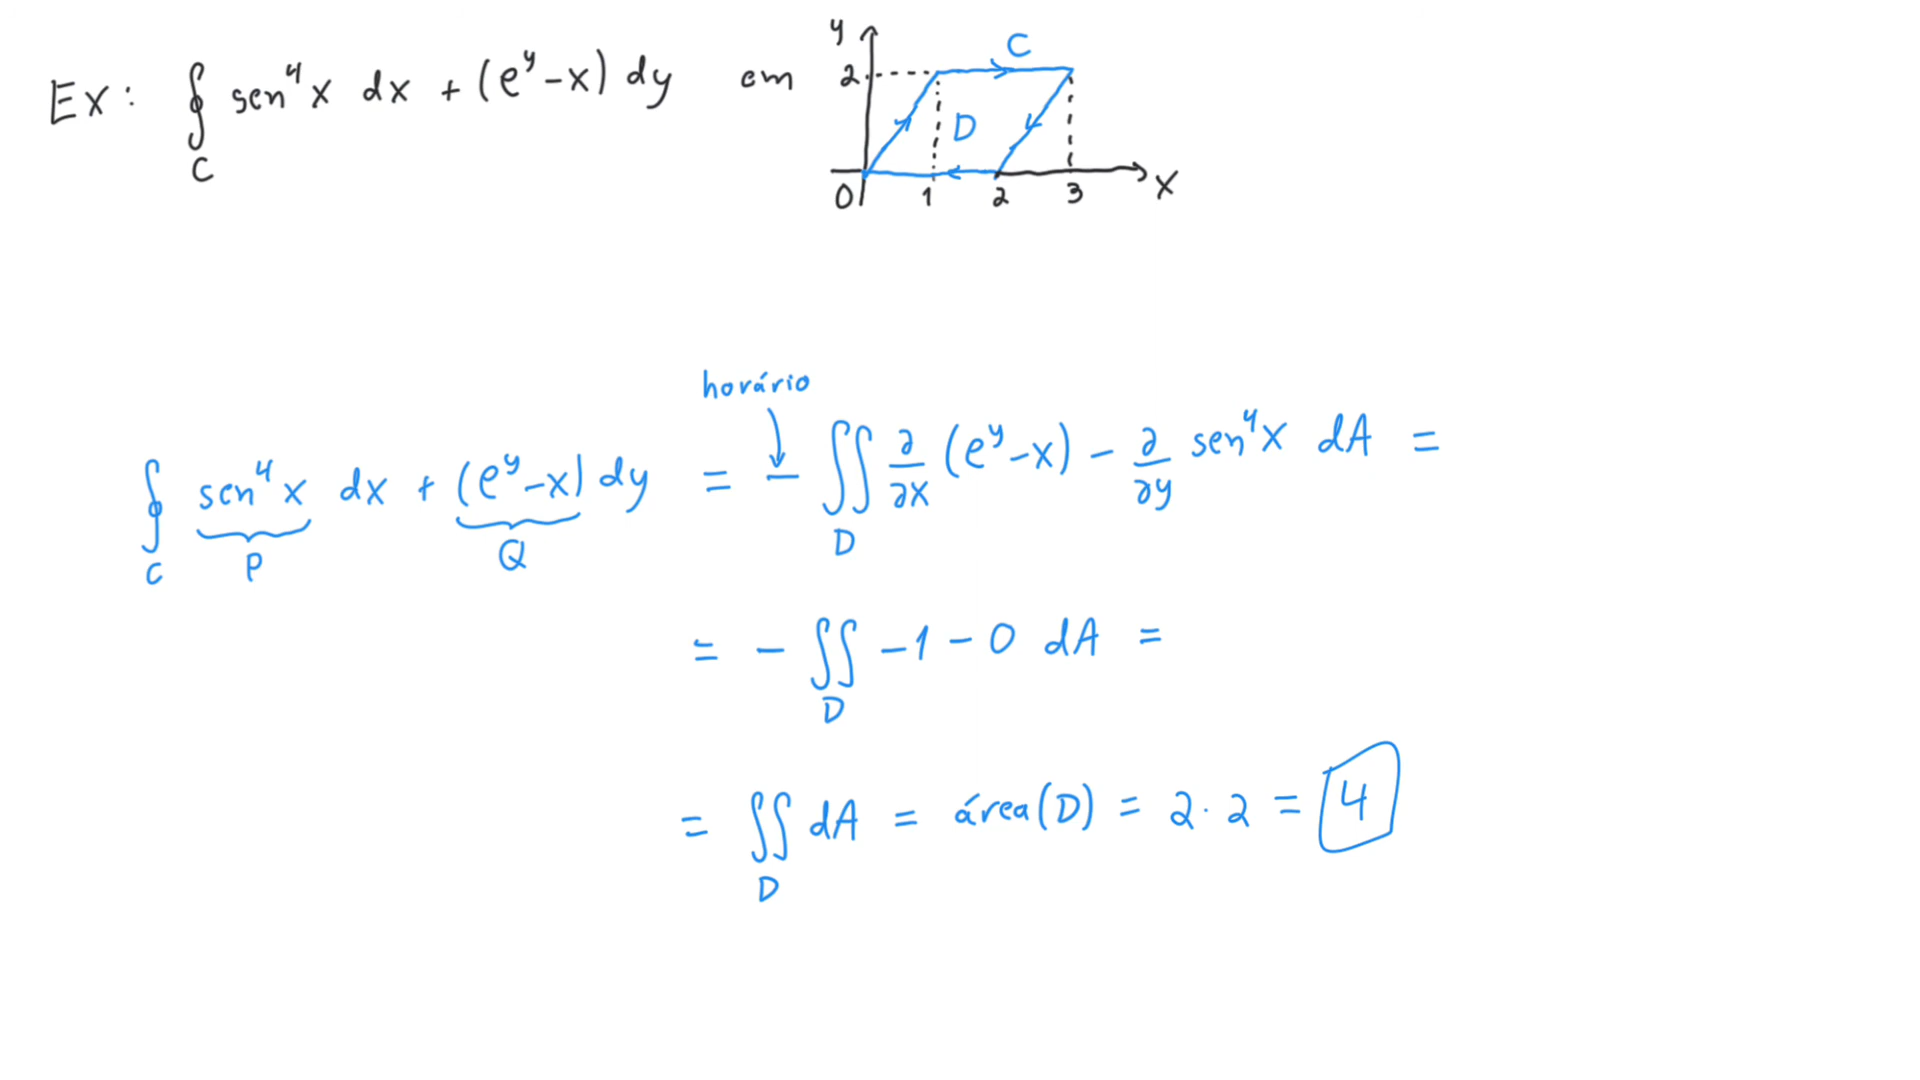 Ex: ∮_C sen⁴x dx + (e^y - x) dy em
y
C
2
D
0 1 2 3 x
horário
∮_C sen⁴x dx + (e^y - x) dy = - ∬_D ∂/∂x (e^y - x) - ∂/∂y sen⁴x dA =
P Q
= - ∬_D -1 - 0 dA =
= ∬_D dA = área(D) = 2 · 2 = 4